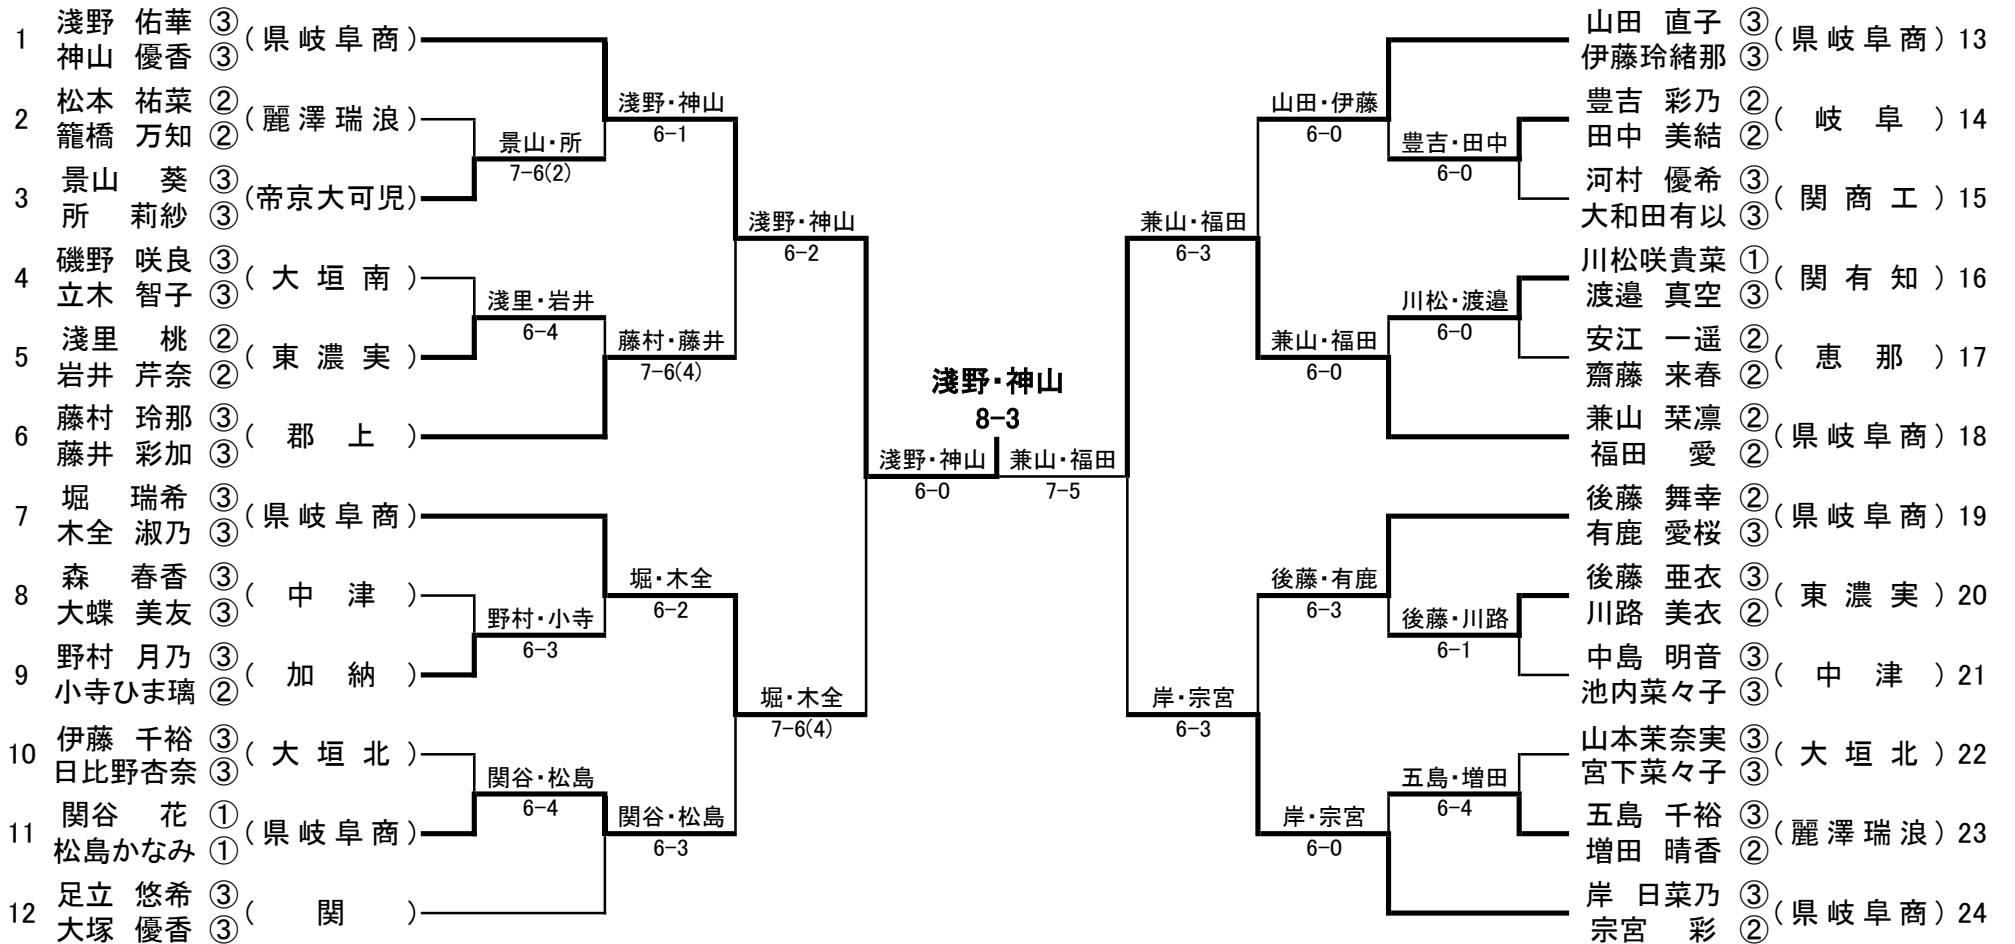 1 淺野 佑華 ③ (県岐阜商)
神山 優香 ③
2 松本 祐菜 ② (麗澤瑞浪)
籠橋 万知 ②
3 景山 葵 ③ (帝京大可児)
所 莉紗 ③
4 磯野 咲良 ③ (大垣南)
立木 智子 ③
5 淺里 桃 ② (東濃実)
岩井 芹奈 ②
6 藤村 玲那 ③ (郡上)
藤井 彩加 ③
7 堀 瑞希 ③ (県岐阜商)
木全 淑乃 ③
8 森 春香 ③ (中津)
大蝶 美友 ③
9 野村 月乃 ③ (加納)
小寺ひま璃 ②
10 伊藤 千裕 ③ (大垣北)
日比野杏奈 ③
11 関谷 花 ① (県岐阜商)
松島かなみ ①
12 足立 悠希 ③ (関)
大塚 優香 ③
景山・所
7-6(2)
淺里・岩井
6-4
野村・小寺
6-3
関谷・松島
6-4
淺野・神山
6-1
藤村・藤井
7-6(4)
堀・木全
6-2
関谷・松島
6-3
淺野・神山
6-2
堀・木全
7-6(4)
淺野・神山
6-0
淺野・神山
8-3
兼山・福田
7-5
兼山・福田
6-3
岸・宗宮
6-3
山田・伊藤
6-0
兼山・福田
6-0
後藤・有鹿
6-3
岸・宗宮
6-0
豊吉・田中
6-0
川松・渡邉
6-0
後藤・川路
6-1
五島・増田
6-4
山田 直子 ③ (県岐阜商) 13
伊藤玲緒那 ③
豊吉 彩乃 ② (岐阜) 14
田中 美結 ②
河村 優希 ③ (関商工) 15
大和田有以 ③
川松咲貴菜 ① (関有知) 16
渡邉 真空 ③
安江 一遥 ② (恵那) 17
齋藤 来春 ②
兼山 栞凛 ② (県岐阜商) 18
福田 愛 ②
後藤 舞幸 ② (県岐阜商) 19
有鹿 愛桜 ③
後藤 亜衣 ③ (東濃実) 20
川路 美衣 ②
中島 明音 ③ (中津) 21
池内菜々子 ③
山本茉奈実 ③ (大垣北) 22
宮下菜々子 ③
五島 千裕 ③ (麗澤瑞浪) 23
増田 晴香 ②
岸 日菜乃 ③ (県岐阜商) 24
宗宮 彩 ②